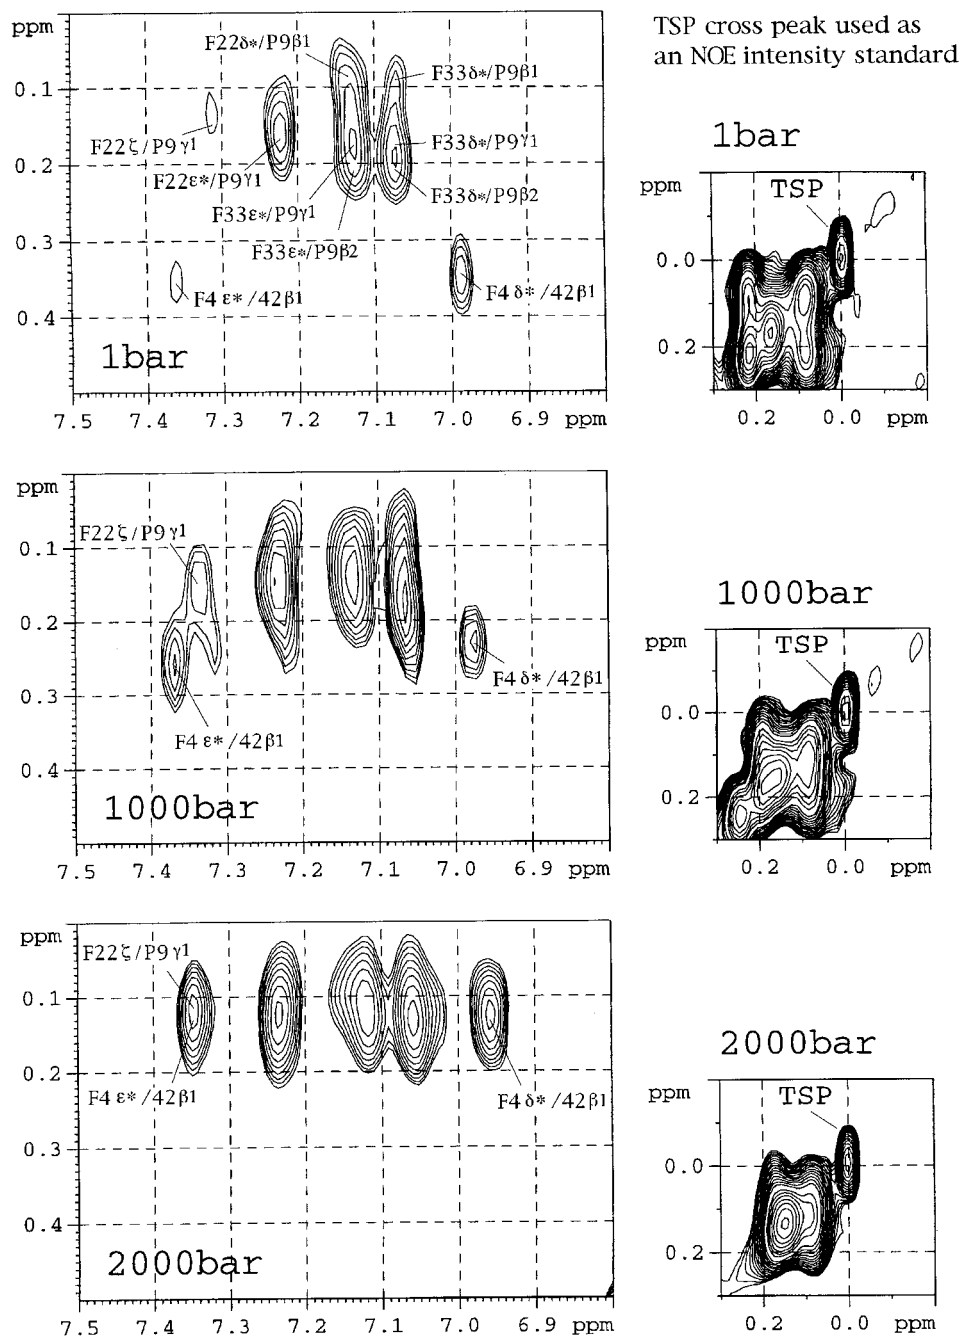 TSP cross peak used as
an NOE intensity standard
ppm
0.1
0.2
0.3
0.4
F22δ*/P9β1
F33δ*/P9β1
F22ζ/P9γ1
F33δ*/P9γ1
F22ε*/P9γ1
F33δ*/P9β2
F33ε*/P9γ1
F33ε*/P9β2
F4 ε*/42β1
F4 δ*/42β1
1bar
7.5 7.4 7.3 7.2 7.1 7.0 6.9 ppm
1bar
ppm
TSP
0.0
0.2
0.2 0.0 ppm
ppm
0.1
0.2
0.3
0.4
F22ζ/P9γ1
F4 δ*/42β1
F4 ε*/42β1
1000bar
7.5 7.4 7.3 7.2 7.1 7.0 6.9 ppm
1000bar
ppm
TSP
0.0
0.2
0.2 0.0 ppm
ppm
0.1
0.2
0.3
0.4
F22ζ/P9γ1
F4 ε*/42β1
F4 δ*/42β1
2000bar
7.5 7.4 7.3 7.2 7.1 7.0 6.9 ppm
2000bar
ppm
TSP
0.0
0.2
0.2 0.0 ppm